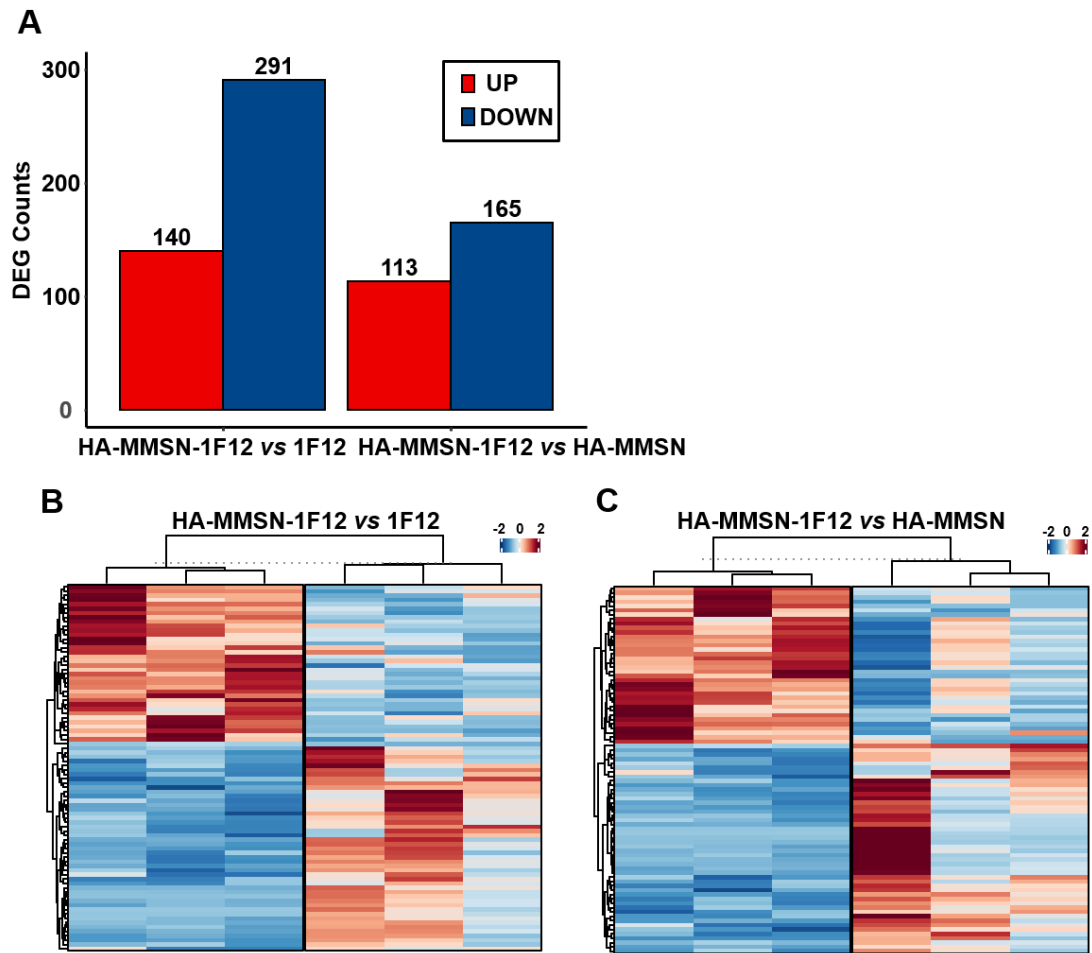 A
300
200
100
0
DEG Counts
140
291
113
165
UP
DOWN
HA-MMSN-1F12 vs 1F12
HA-MMSN-1F12 vs HA-MMSN
B
HA-MMSN-1F12 vs 1F12
-2 0 2
C
HA-MMSN-1F12 vs HA-MMSN
-2 0 2